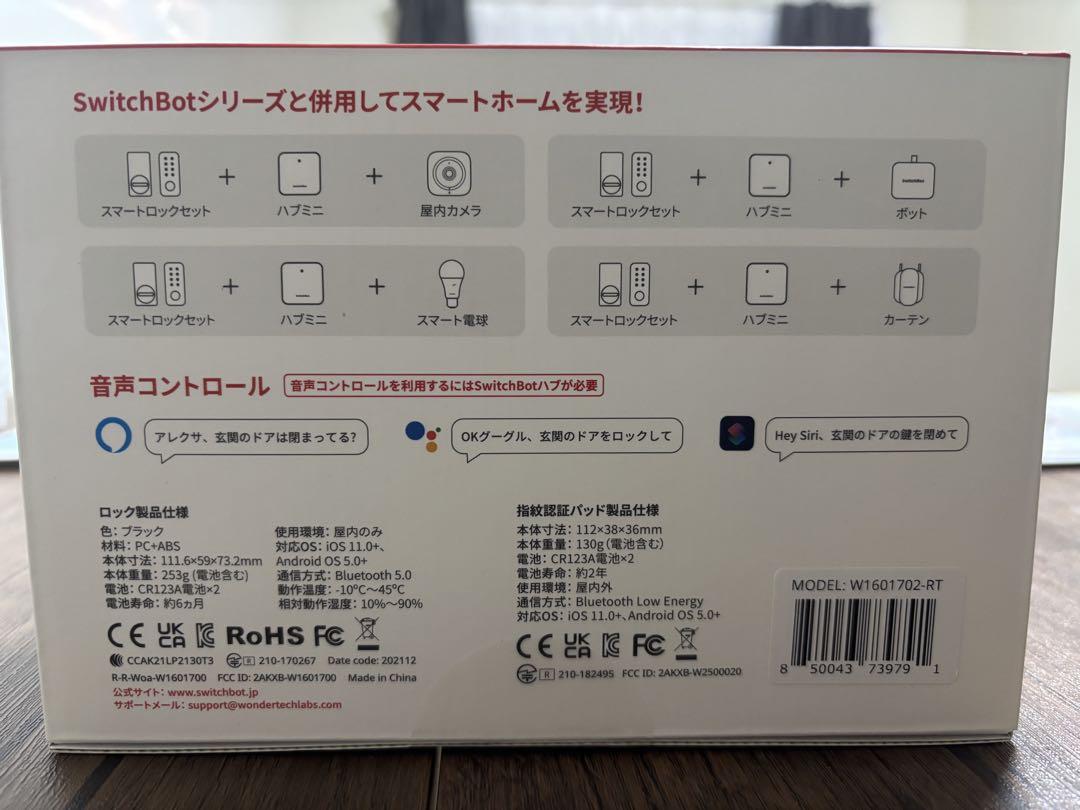 SwitchBotシリーズと併用してスマートホームを実現！
スマートロックセット + ハブミニ + 屋内カメラ
スマートロックセット + ハブミニ + ボット
スマートロックセット + ハブミニ + スマート電球
スマートロックセット + ハブミニ + カーテン
音声コントロール 音声コントロールを利用するにはSwitchBotハブが必要
アレクサ、玄関のドアは閉まってる?
OKグーグル、玄関のドアをロックして
Hey Siri、玄関のドアの鍵を閉めて
ロック製品仕様
色：ブラック
材料：PC+ABS
本体寸法：111.6×59×73.2mm
本体重量：253g (電池含む)
電池：CR123A電池×2
電池寿命：約6ヵ月
使用環境：屋内のみ
対応OS：iOS 11.0+、
Android OS 5.0+
通信方式：Bluetooth 5.0
動作温度：-10℃～45℃
相対動作湿度：10%～90%
CE UKCA RoHS FC
CCAK21LP2130T3 R 210-170267 Date code: 202112
R-R-Woa-W1601700 FCC ID: 2AKXB-W1601700 Made in China
公式サイト：www.switchbot.jp
サポートメール：support@wondertechlabs.com
指紋認証パッド製品仕様
本体寸法：112×38×36mm
本体重量：130g（電池含む）
電池：CR123A電池×2
電池寿命：約2年
使用環境：屋内外
通信方式：Bluetooth Low Energy
対応OS：iOS 11.0+、Android OS 5.0+
CE UKCA FC
R 210-182495 FCC ID: 2AKXB-W2500020
MODEL: W1601702-RT
8 50043 73979 1